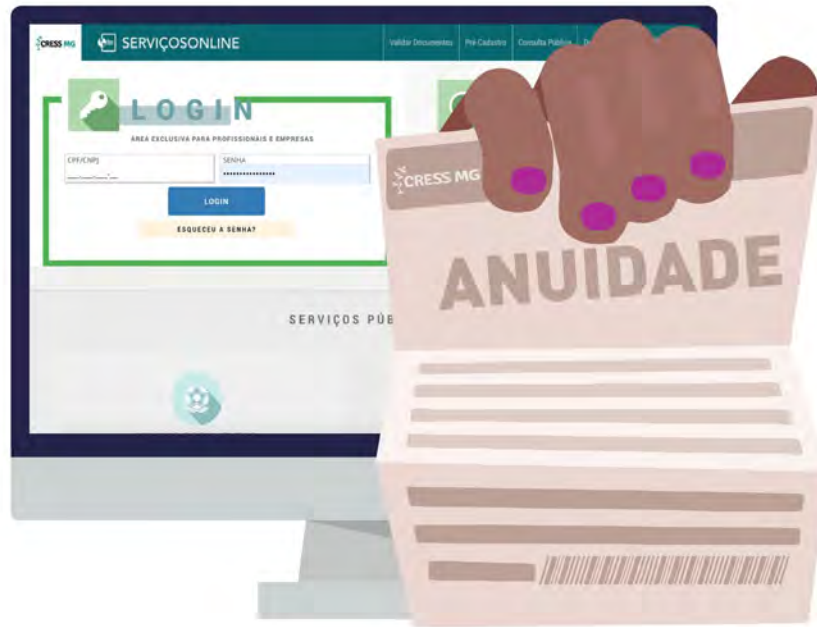 CRESS MG
SERVIÇOSONLINE
Validar Documentos
Pré Cadastro
Consulta Pública
LOGIN
ÁREA EXCLUSIVA PARA PROFISSIONAIS E EMPRESAS
CPF/CNPJ
SENHA
LOGIN
ESQUECEU A SENHA?
SERVIÇOS
CRESS MG
ANUIDADE